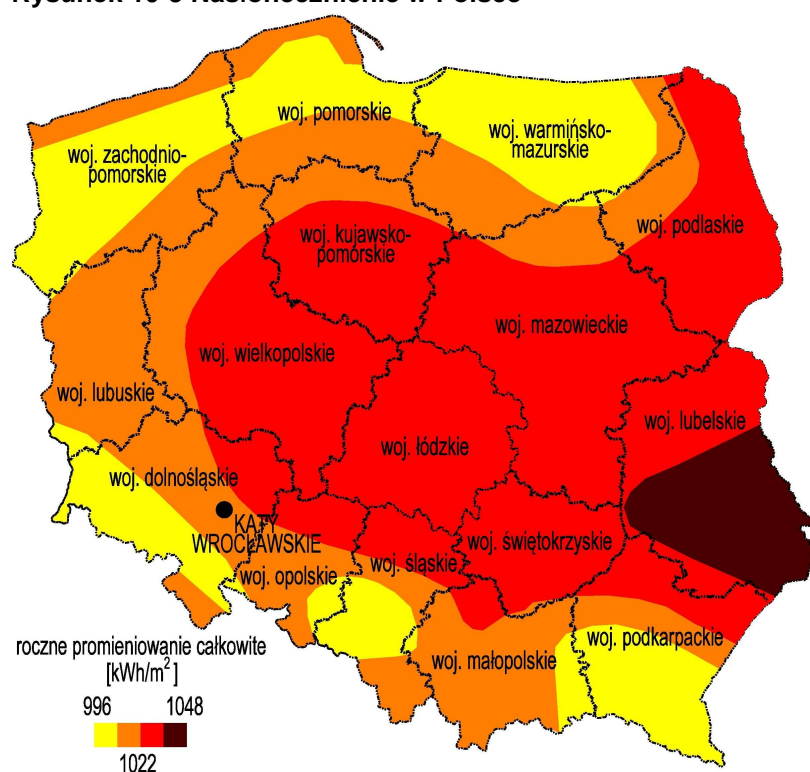 woj. pomorskie
woj. warmińsko-
mazurskie
woj. zachodnio-
pomorskie
woj. podlaskie
woj. kujawsko-
pomorskie
woj. mazowieckie
woj. wielkopolskie
woj. lubuskie
woj. lubelskie
woj. łódzkie
woj. dolnośląskie
KĄTY
WROCŁAWSKIE
woj. świętokrzyskie
woj. śląskie
woj. opolskie
woj. podkarpackie
woj. małopolskie
roczne promieniowanie całkowite
[kWh/m²]
996 1048
1022